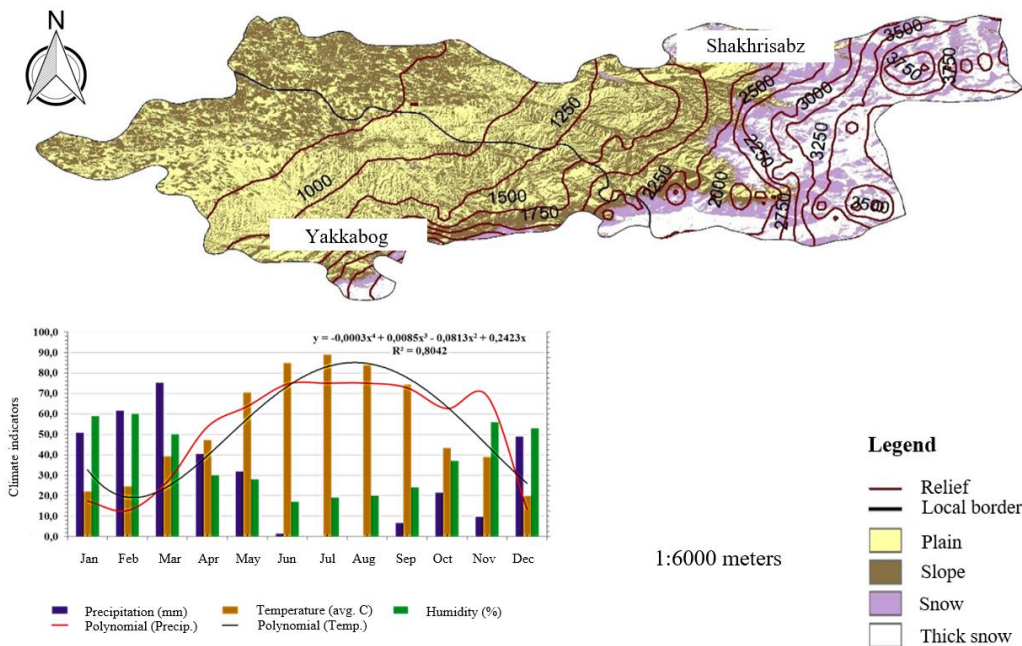 N
Shakhrisabz
Yakkabog
3500
3750
3750
2500
3000
1250
2250
3250
1000
1500
2250
2000
1750
2750
3500
y = -0,0003x⁴ + 0,0085x³ - 0,0813x² + 0,2423x
R² = 0,8042
100,0
90,0
80,0
70,0
60,0
50,0
40,0
30,0
20,0
10,0
0,0
Climate indicators
Jan Feb Mar Apr May Jun Jul Aug Sep Oct Nov Dec
Precipitation (mm) Temperature (avg. C) Humidity (%)
Polynomial (Precip.) Polynomial (Temp.)
1:6000 meters
Legend
Relief
Local border
Plain
Slope
Snow
Thick snow